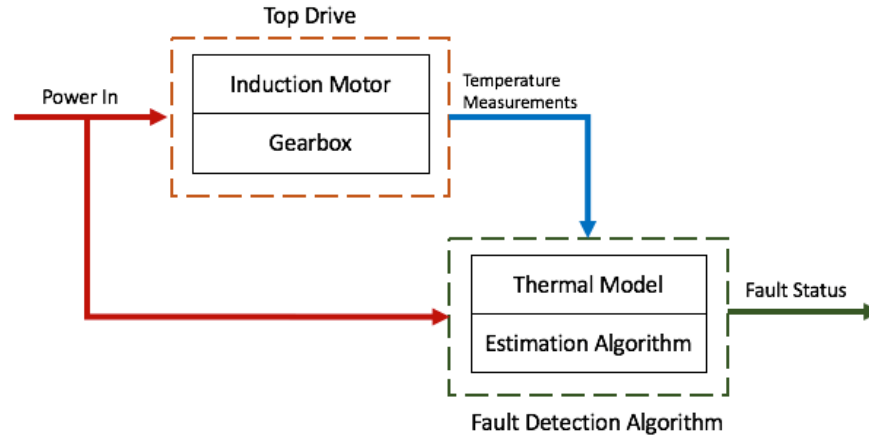 Top Drive
Power In
Induction Motor
Gearbox
Temperature
Measurements
Thermal Model
Estimation Algorithm
Fault Status
Fault Detection Algorithm